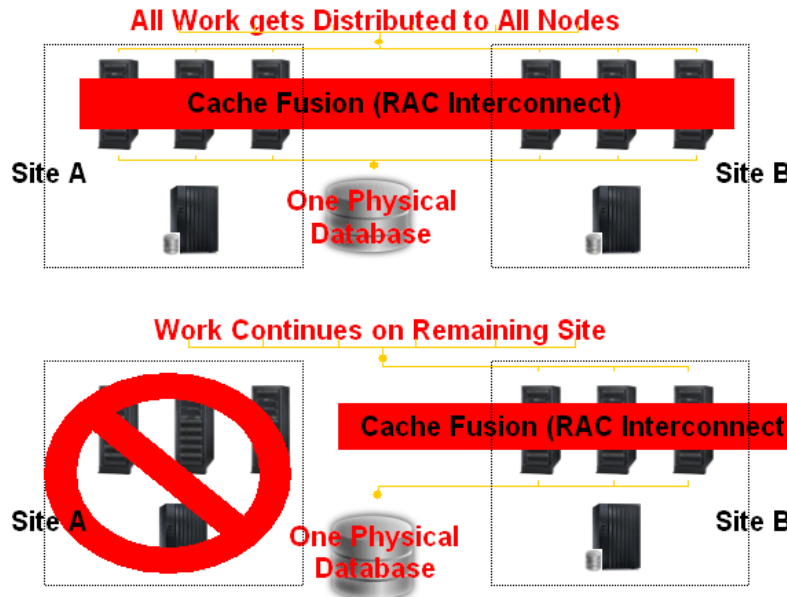 All Work gets Distributed to All Nodes
Cache Fusion (RAC Interconnect)
Site A
Site B
One Physical
Database
Work Continues on Remaining Site
Cache Fusion (RAC Interconnect
Site A
Site B
One Physical
Database